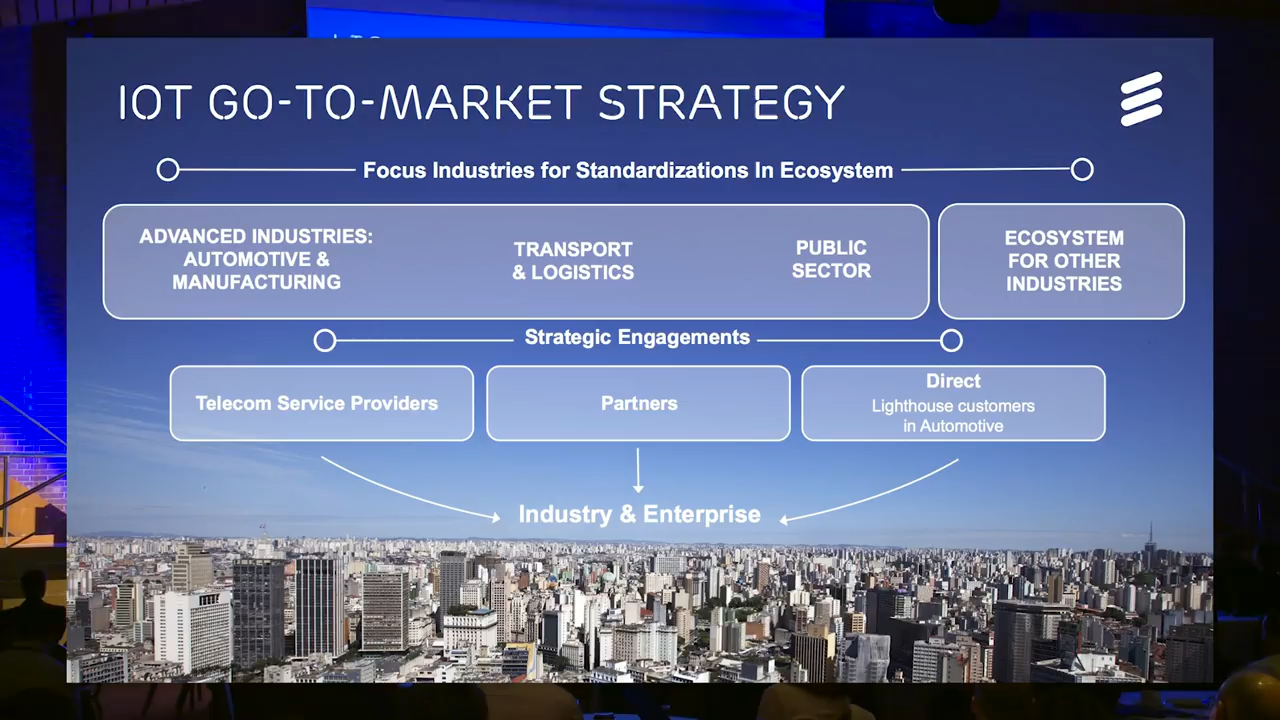 IOT GO-TO-MARKET STRATEGY
Focus Industries for Standardizations In Ecosystem
ADVANCED INDUSTRIES:
AUTOMOTIVE &
MANUFACTURING
TRANSPORT
& LOGISTICS
PUBLIC
SECTOR
ECOSYSTEM
FOR OTHER
INDUSTRIES
Strategic Engagements
Telecom Service Providers
Partners
Direct
Lighthouse customers
in Automotive
Industry & Enterprise